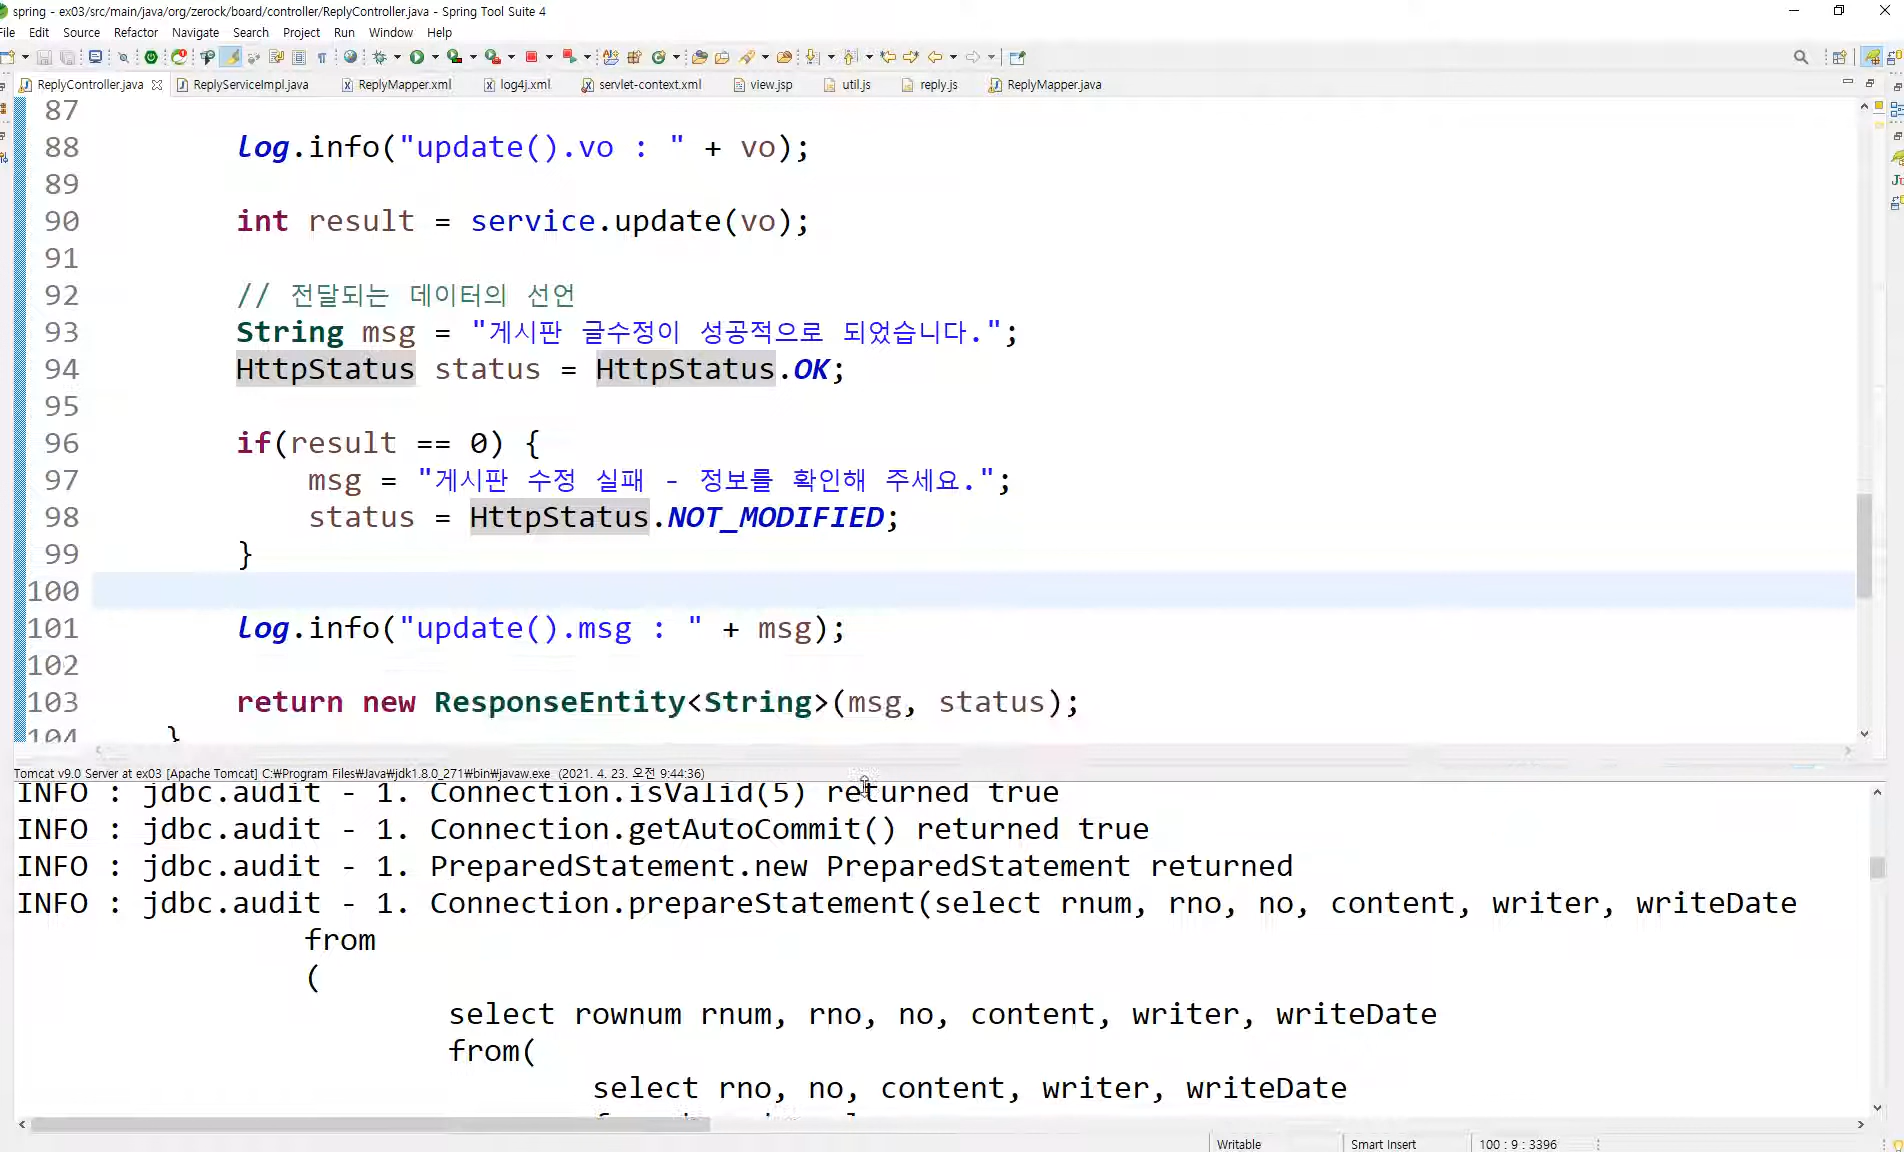 spring - ex03/src/main/java/org/zerock/board/controller/ReplyController.java - Spring Tool Suite 4
File Edit Source Refactor Navigate Search Project Run Window Help
ReplyController.java ReplyServiceImpl.java ReplyMapper.xml log4j.xml servlet-context.xml view.jsp util.js reply.js ReplyMapper.java
87
88 log.info("update().vo : " + vo);
89
90 int result = service.update(vo);
91
92 // 전달되는 데이터의 선언
93 String msg = "게시판 글수정이 성공적으로 되었습니다.";
94 HttpStatus status = HttpStatus.OK;
95
96 if(result == 0) {
97 msg = "게시판 수정 실패 - 정보를 확인해 주세요.";
98 status = HttpStatus.NOT_MODIFIED;
99 }
100
101 log.info("update().msg : " + msg);
102
103 return new ResponseEntity<String>(msg, status);
104 }
Tomcat v9.0 Server at ex03 [Apache Tomcat] C:₩Program Files₩Java₩jdk1.8.0_271₩bin₩javaw.exe (2021. 4. 23. 오전 9:44:36)
INFO : jdbc.audit - 1. Connection.isValid(5) returned true
INFO : jdbc.audit - 1. Connection.getAutoCommit() returned true
INFO : jdbc.audit - 1. PreparedStatement.new PreparedStatement returned
INFO : jdbc.audit - 1. Connection.prepareStatement(select rnum, rno, no, content, writer, writeDate
from
(
select rownum rnum, rno, no, content, writer, writeDate
from(
select rno, no, content, writer, writeDate
Writable Smart Insert 100 : 9 : 3396